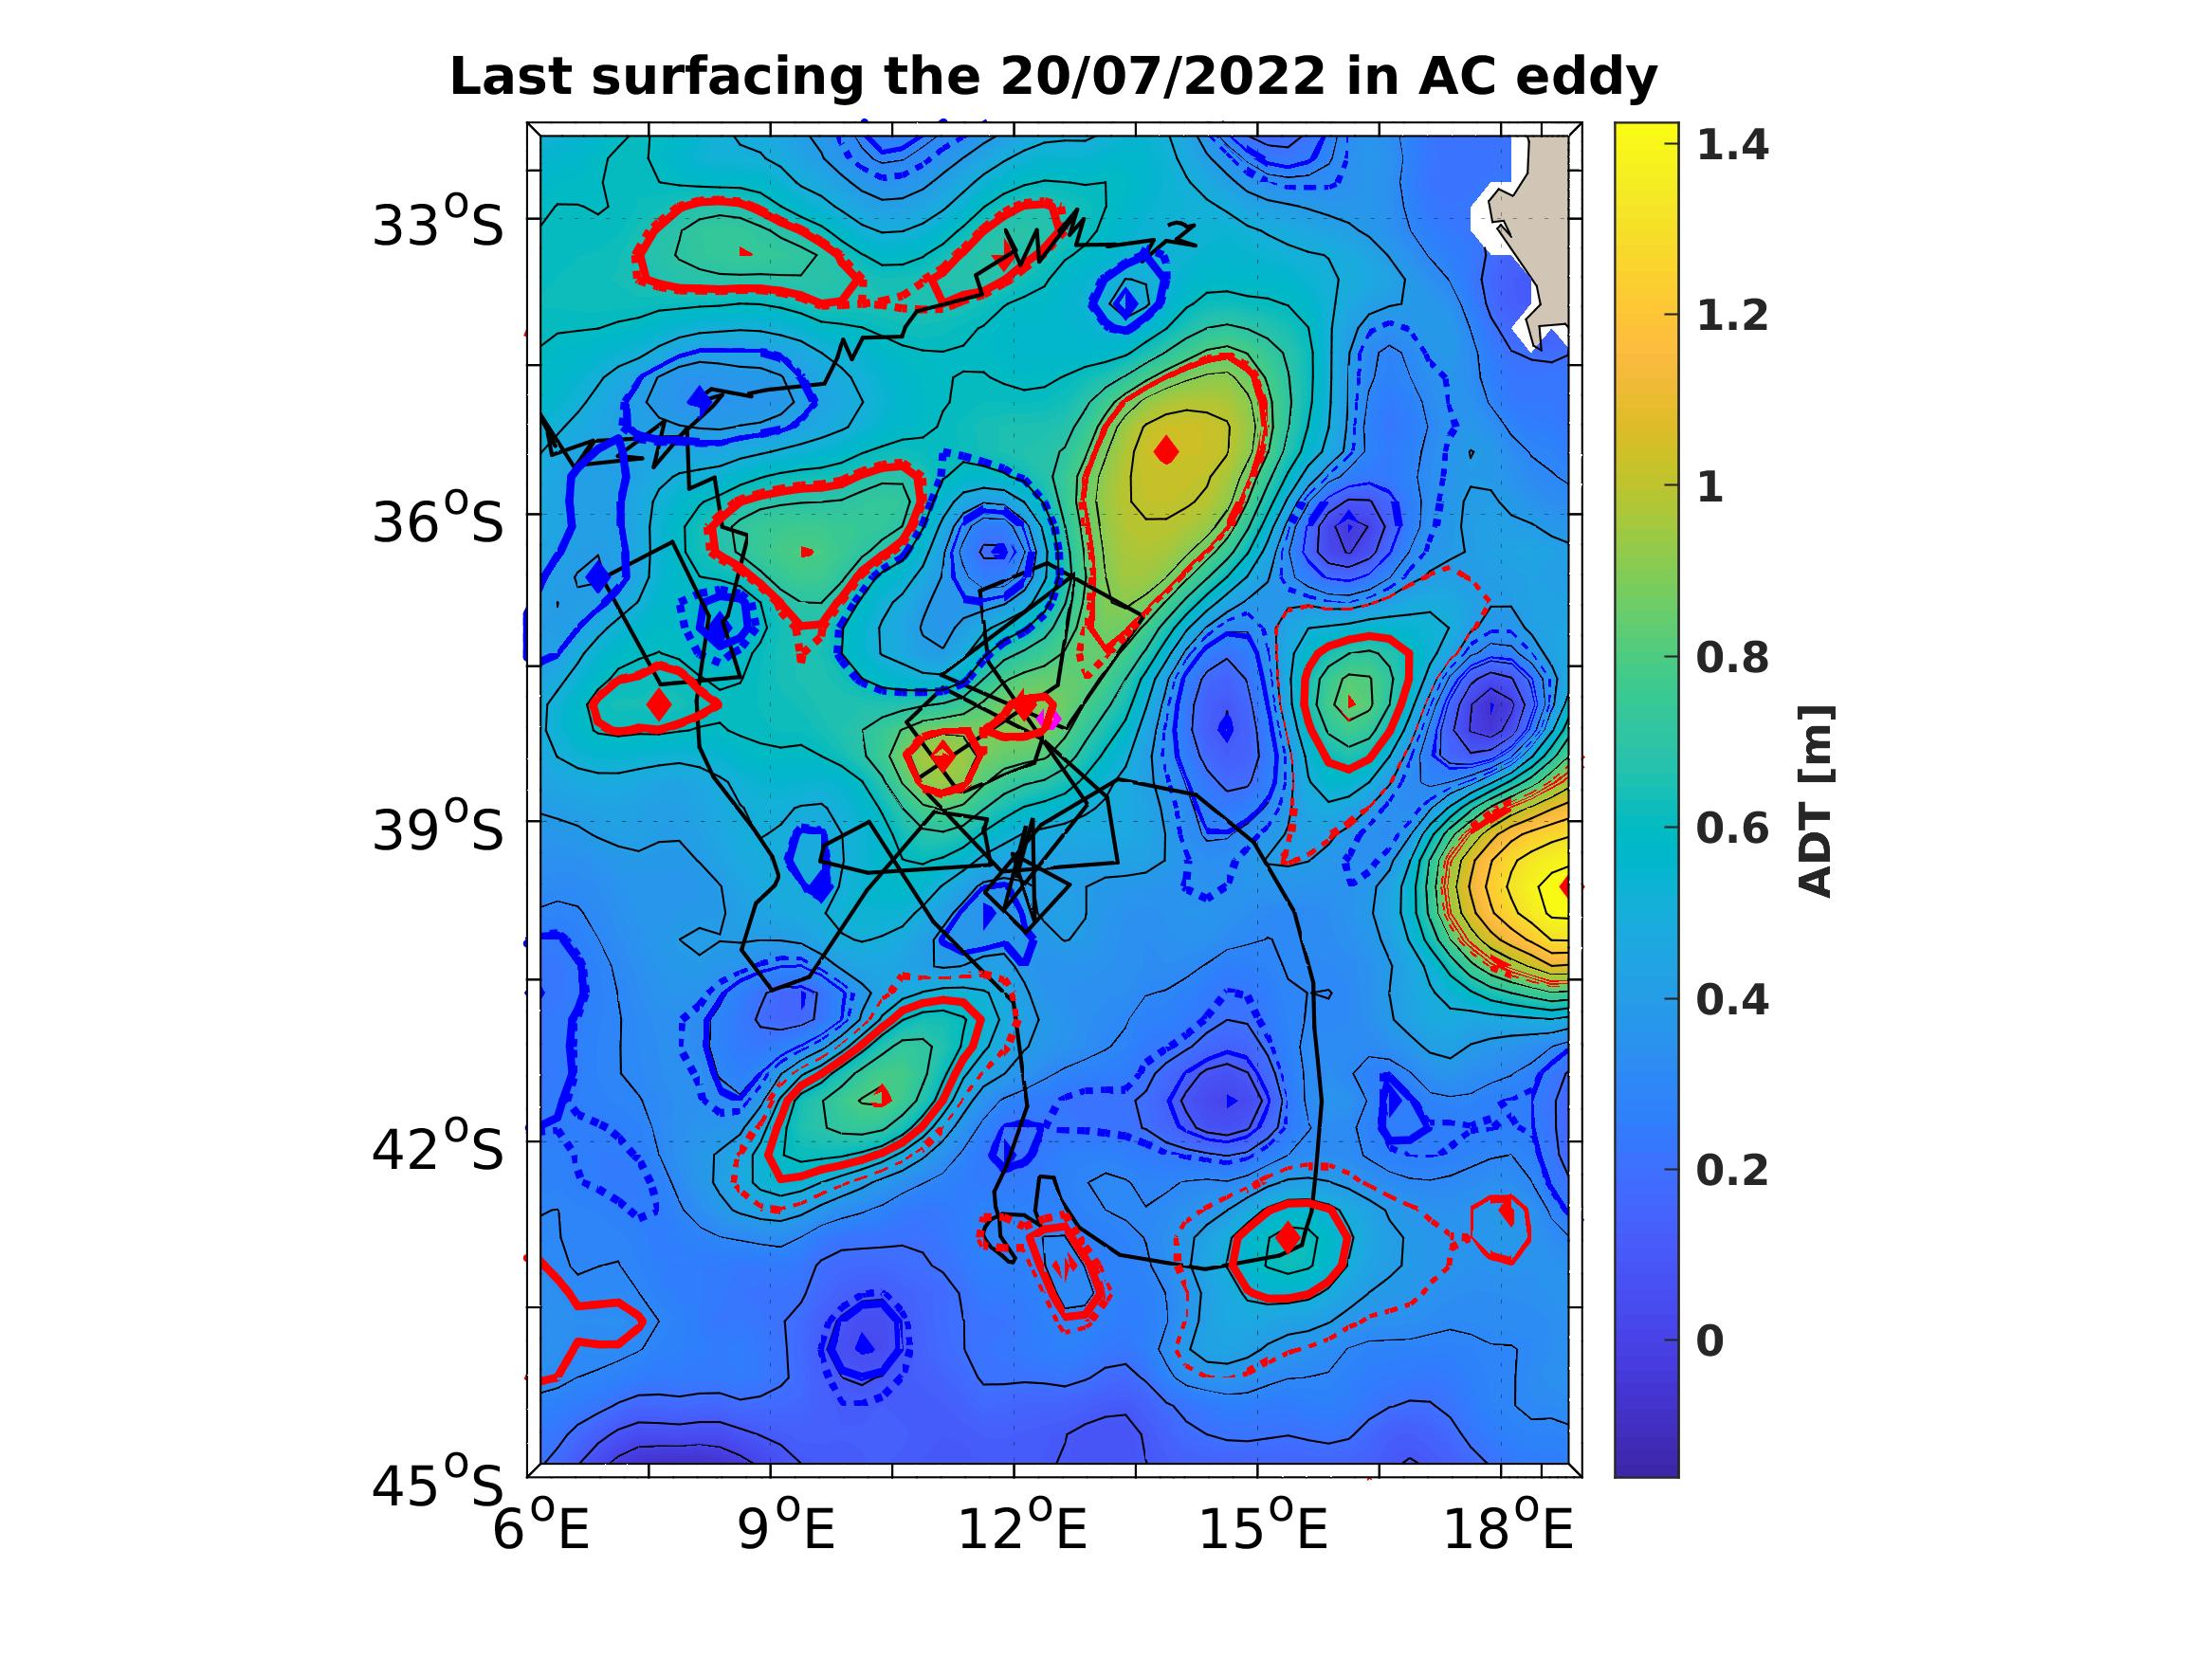 Last surfacing the 20/07/2022 in AC eddy
33°S
36°S
39°S
42°S
45°S
6°E 9°E 12°E 15°E 18°E
1.4
1.2
1
0.8
0.6
0.4
0.2
0
ADT [m]